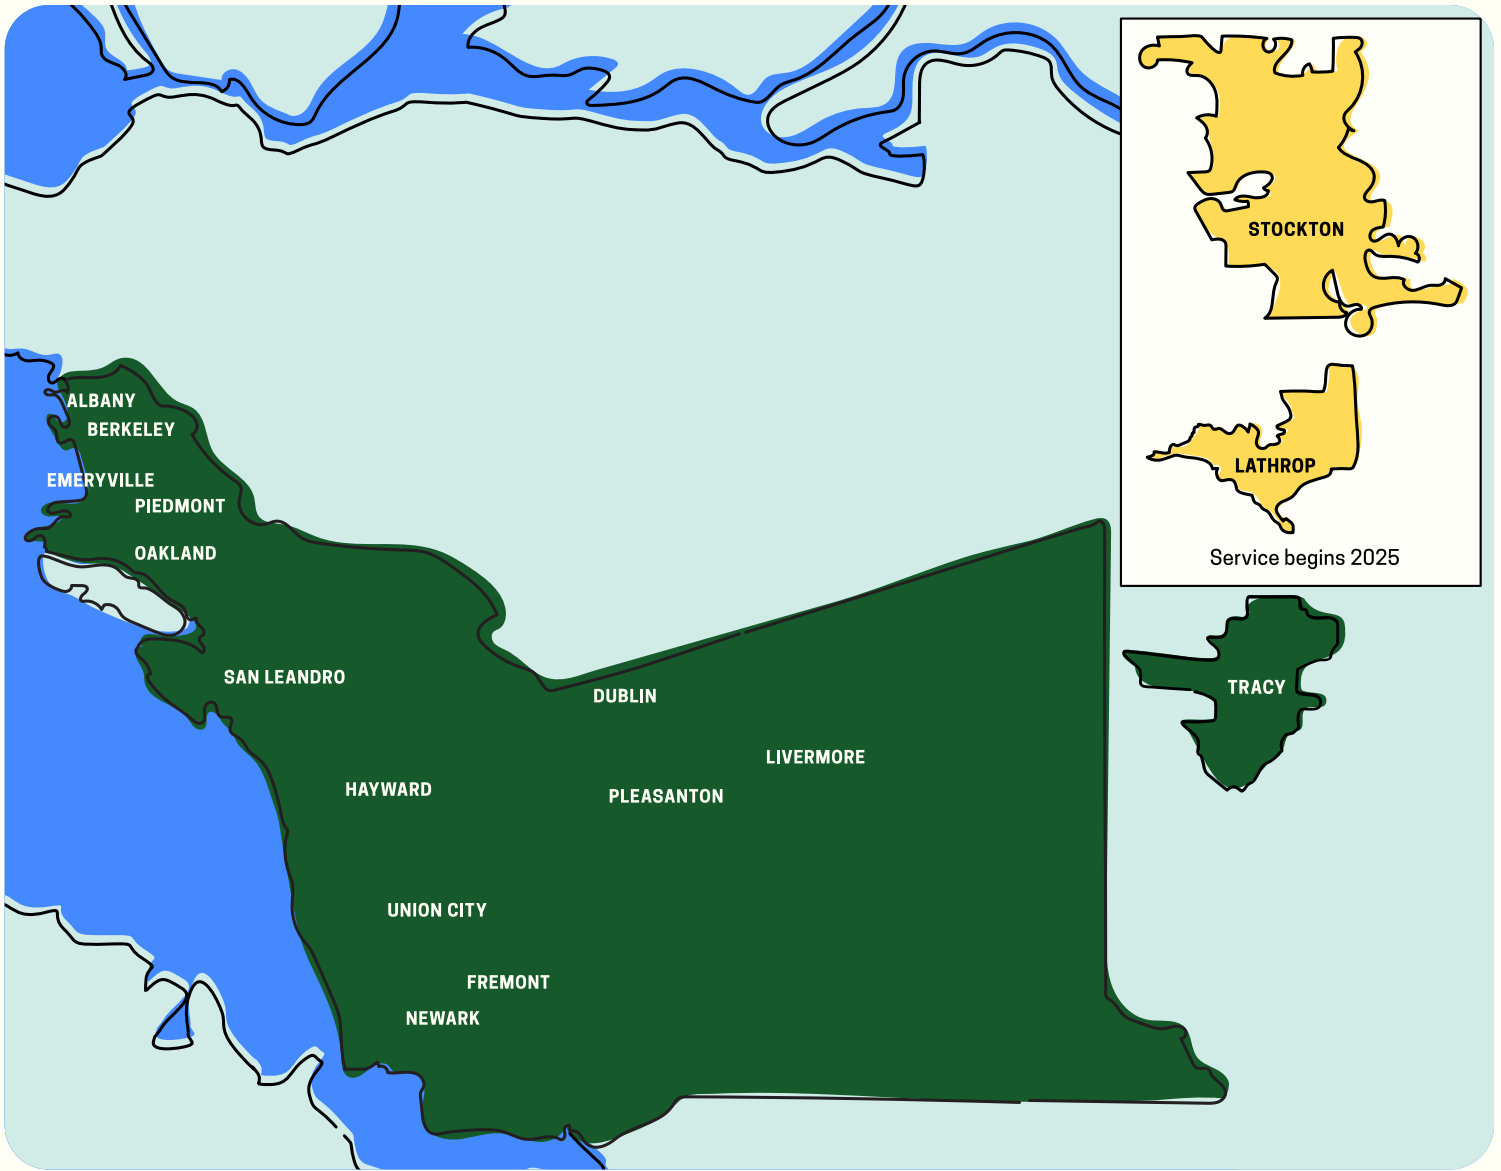 ALBANY
BERKELEY
EMERYVILLE
PIEDMONT
OAKLAND
SAN LEANDRO
DUBLIN
LIVERMORE
HAYWARD
PLEASANTON
UNION CITY
FREMONT
NEWARK
STOCKTON
LATHROP
Service begins 2025
TRACY